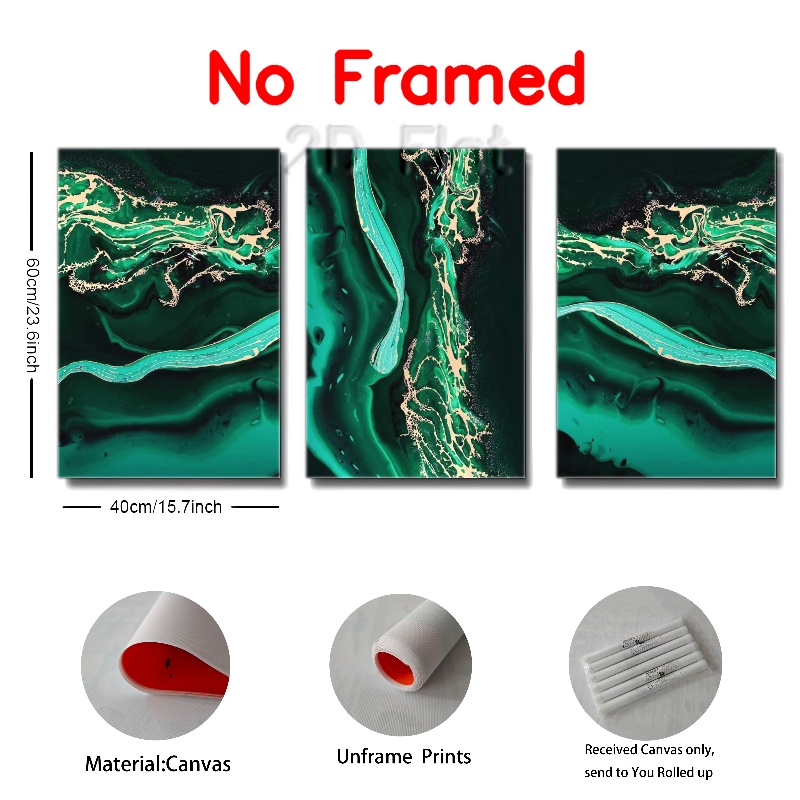 No Framed
2D Flat
60cm/23.6inch
40cm/15.7inch
Material:Canvas
Unframe Prints
Received Canvas only,
send to You Rolled up